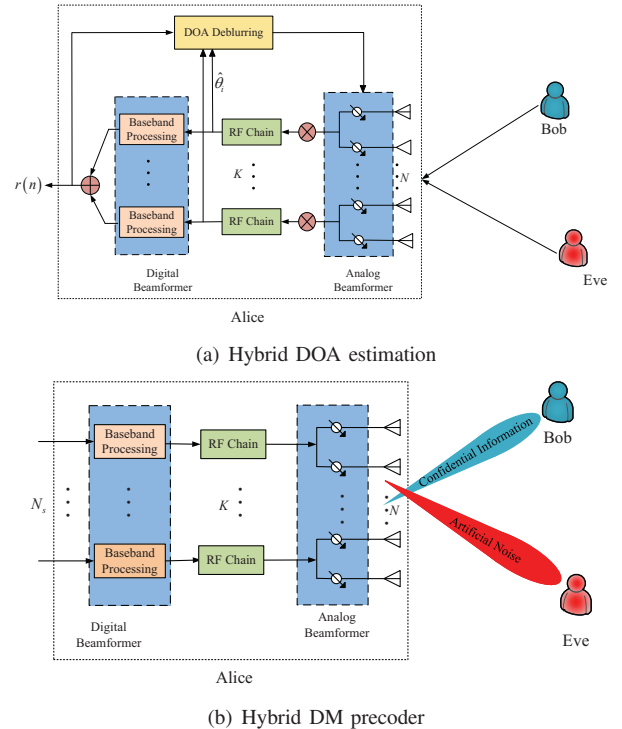 DOA Deblurring
θ̂ᵢ
Baseband
Processing
RF Chain
Bob
K
N
r(n)
Baseband
Processing
RF Chain
Digital
Beamformer
Analog
Beamformer
Eve
Alice
(a) Hybrid DOA estimation
Baseband
Processing
RF Chain
Bob
Confidential Information
Nₛ
K
N
Artificial Noise
Baseband
Processing
RF Chain
Digital
Beamformer
Analog
Beamformer
Eve
Alice
(b) Hybrid DM precoder